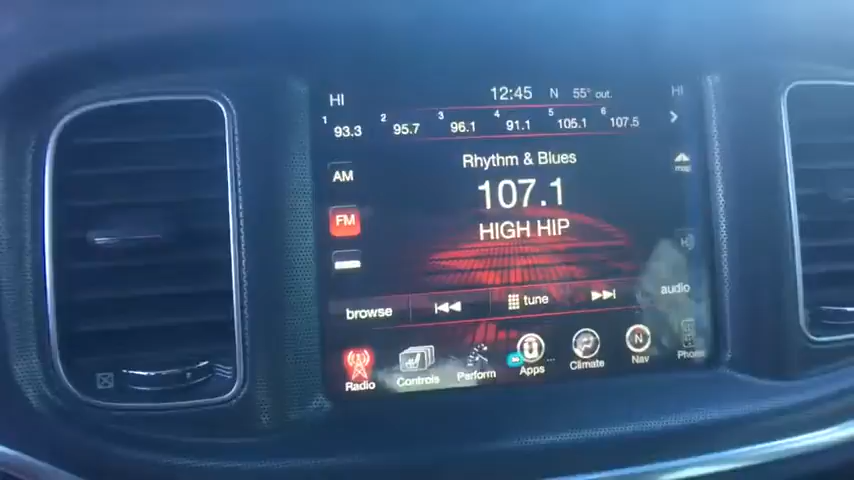 HI 12:45 N 55° out. HI
1 93.3 2 95.7 3 96.1 4 91.1 5 105.1 6 107.5
Rhythm & Blues
AM
map
107.1
FM
HIGH HIP
browse
tune
audio
Radio Controls Perform Apps Climate Nav Phone
N